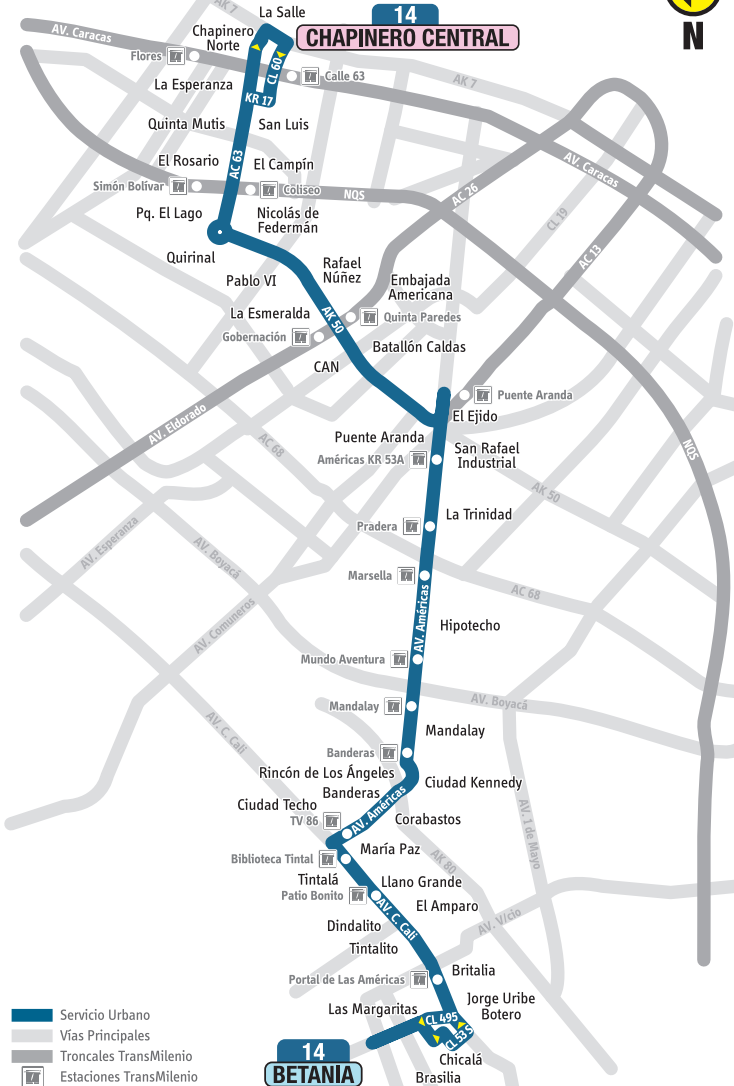 14
CHAPINERO CENTRAL
N
La Salle
AK 7
AV. Caracas
Chapinero
Norte
Flores
CL 60
Calle 63
AK 7
La Esperanza
KR 17
Quinta Mutis
San Luis
El Rosario
El Campín
AC 63
AV. Caracas
Simón Bolívar
Coliseo
NQS
AC 26
CL 19
Pq. El Lago
Nicolás de
Federmán
AC 13
Quirinal
Rafael
Núñez
Pablo VI
Embajada
Americana
La Esmeralda
AK 50
Quinta Paredes
Gobernación
Batallón Caldas
CAN
Puente Aranda
AV. Eldorado
El Ejido
AC 68
Puente Aranda
San Rafael
Industrial
NQS
Américas KR 53A
AK 50
La Trinidad
Pradera
AV. Esperanza
AV. Boyacá
Marsella
AC 68
AV. Américas
AV. Comuneros
Hipotecho
Mundo Aventura
AV. Boyacá
Mandalay
AV. C. Cali
Mandalay
Banderas
Rincón de Los Ángeles
Ciudad Kennedy
Banderas
Ciudad Techo
AV. Américas
TV 86
Corabastos
AV. 1 de Mayo
María Paz
Biblioteca Tintal
AK 80
Tintalá
Llano Grande
Patio Bonito
El Amparo
AV. C. Cali
AV. V/cio
Dindalito
Tintalito
Britalia
Portal de Las Américas
Las Margaritas
Jorge Uribe
Botero
CL 49S
CL 53 S
Chicalá
Brasilia
14
BETANIA
Servicio Urbano
Vías Principales
Troncales TransMilenio
Estaciones TransMilenio